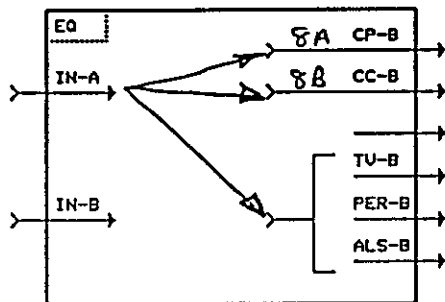 EQ
8A CP-B
IN-A
8B CC-B
TV-B
IN-B
PER-B
ALS-B